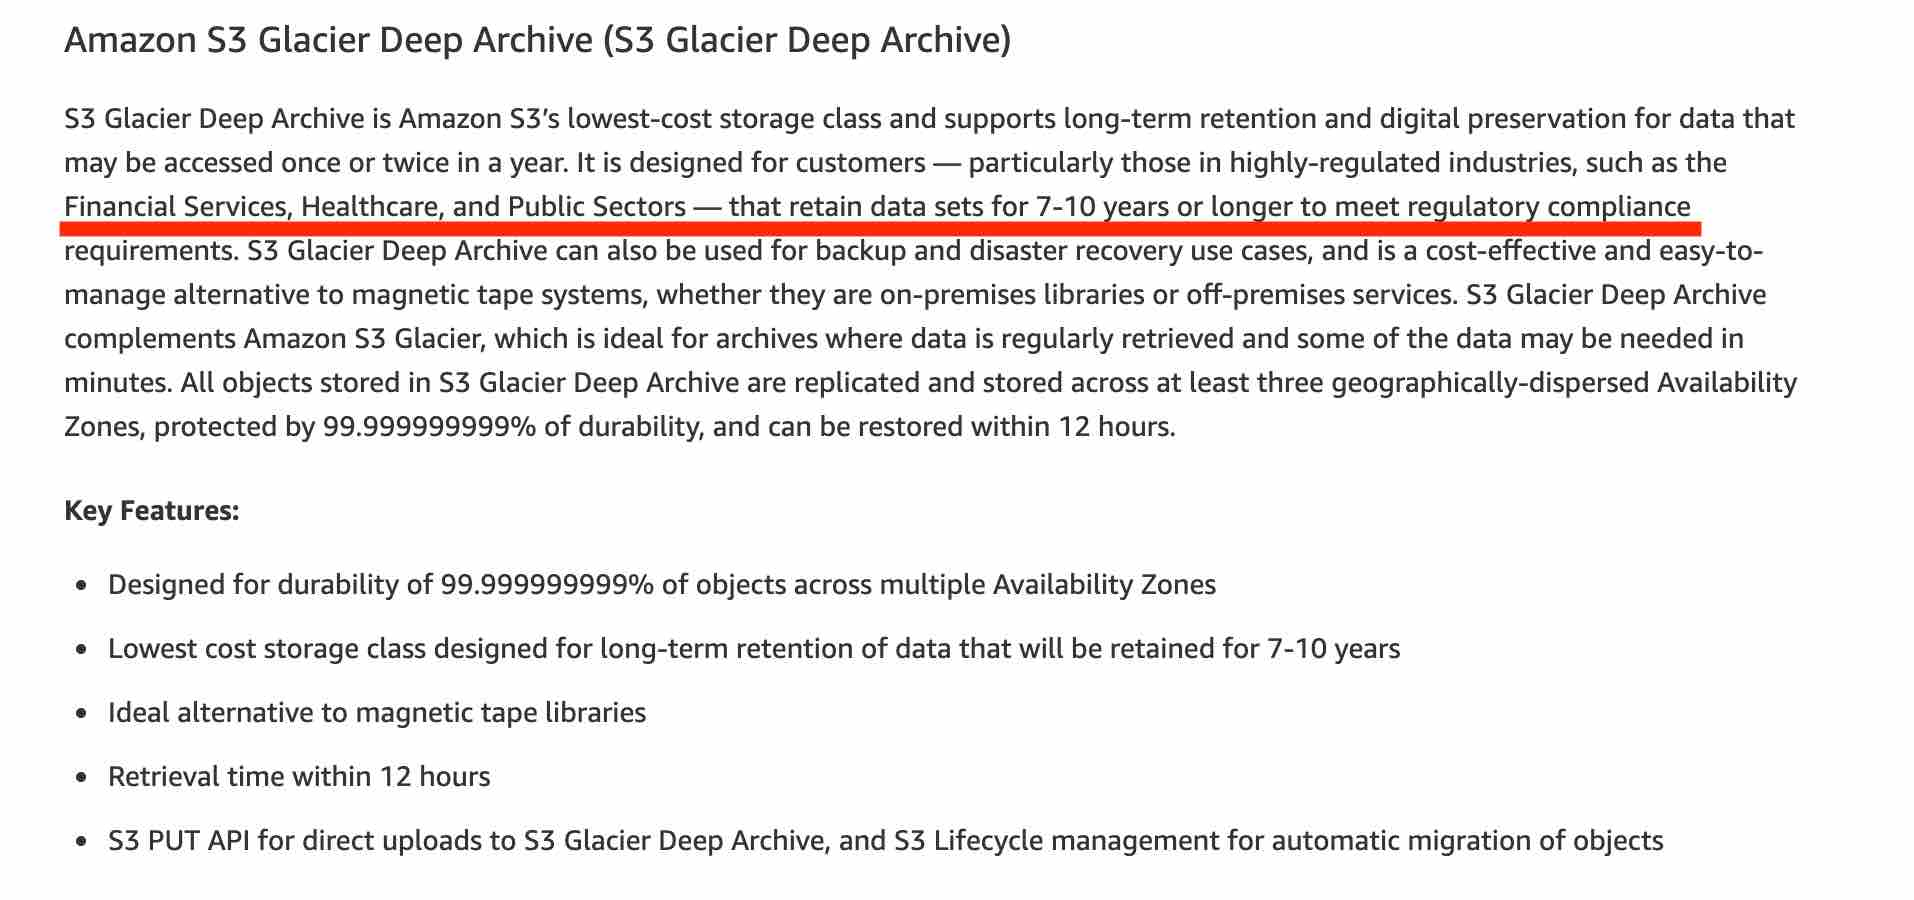 Amazon S3 Glacier Deep Archive (S3 Glacier Deep Archive)
S3 Glacier Deep Archive is Amazon S3’s lowest-cost storage class and supports long-term retention and digital preservation for data that
may be accessed once or twice in a year. It is designed for customers — particularly those in highly-regulated industries, such as the
Financial Services, Healthcare, and Public Sectors — that retain data sets for 7-10 years or longer to meet regulatory compliance
requirements. S3 Glacier Deep Archive can also be used for backup and disaster recovery use cases, and is a cost-effective and easy-to-
manage alternative to magnetic tape systems, whether they are on-premises libraries or off-premises services. S3 Glacier Deep Archive
complements Amazon S3 Glacier, which is ideal for archives where data is regularly retrieved and some of the data may be needed in
minutes. All objects stored in S3 Glacier Deep Archive are replicated and stored across at least three geographically-dispersed Availability
Zones, protected by 99.999999999% of durability, and can be restored within 12 hours.
Key Features:
• Designed for durability of 99.999999999% of objects across multiple Availability Zones
• Lowest cost storage class designed for long-term retention of data that will be retained for 7-10 years
• Ideal alternative to magnetic tape libraries
• Retrieval time within 12 hours
• S3 PUT API for direct uploads to S3 Glacier Deep Archive, and S3 Lifecycle management for automatic migration of objects